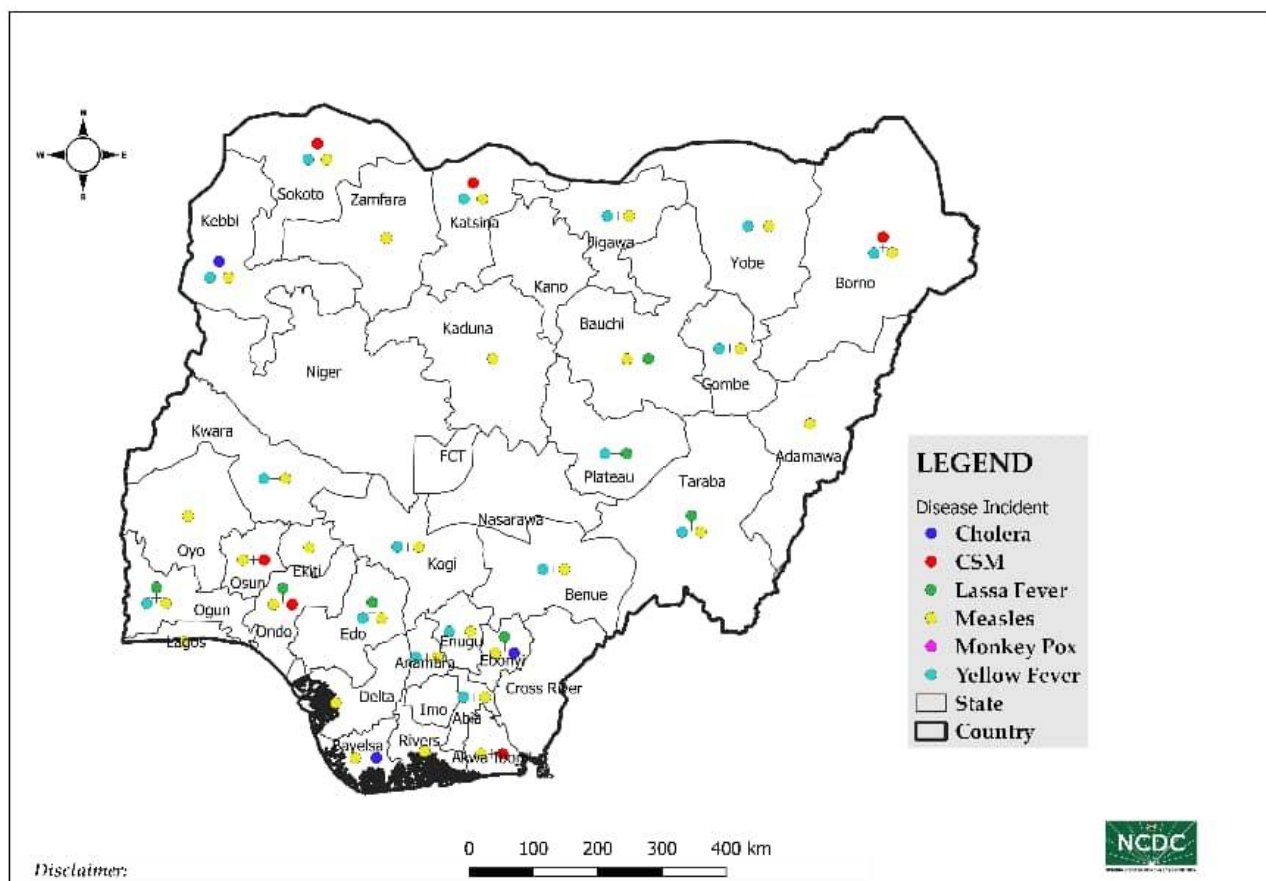 N
W E
S
Sokoto
Zamfara
Katsina
Kebbi
Jigawa
Yobe
Borno
Kano
Kaduna
Bauchi
Gombe
Niger
Kwara
FCT
Plateau
Adamawa
Taraba
Nasarawa
Oyo
Osun
Ekiti
Kogi
Benue
Ogun
Ondo
Edo
Lagos
Enugu
Anambra
Ebonyi
Cross River
Delta
Imo
Abia
Bayelsa
Rivers
Akwa Ibom
LEGEND
Disease Incident
Cholera
CSM
Lassa Fever
Measles
Monkey Pox
Yellow Fever
State
Country
0 100 200 300 400 km
Disclaimer:
NCDC